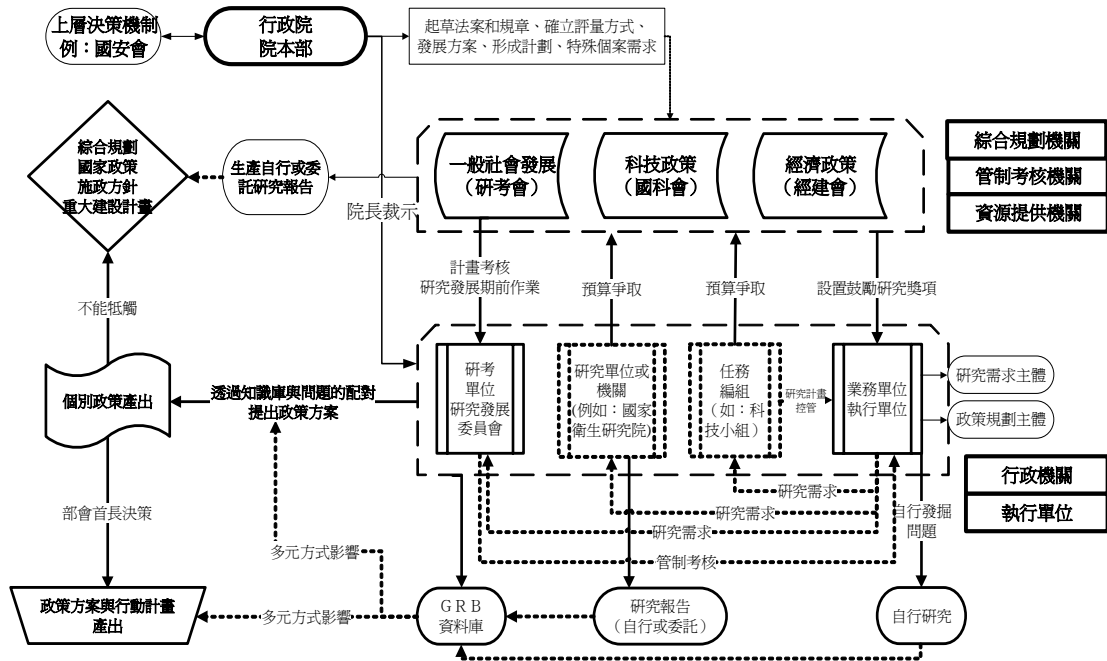 上層決策機制
例：國安會
行政院
院本部
起草法案和規章、確立評量方式、
發展方案、形成計劃、特殊個案需求
綜合規劃
國家政策
施政方針
重大建設計畫
生產自行或委
託研究報告
院長裁示
一般社會發展
（研考會）
科技政策
（國科會）
經濟政策
（經建會）
綜合規劃機關
管制考核機關
資源提供機關
計畫考核
研究發展期前作業
預算爭取
預算爭取
設置鼓勵研究獎項
不能牴觸
個別政策產出
透過知識庫與問題的配對
提出政策方案
研考
單位
研究發展
委員會
研究單位或
機關
(例如：國家
衛生研究院)
任務
編組
（如：科
技小組）
研究計畫
控管
業務單位
執行單位
研究需求主體
政策規劃主體
行政機關
執行單位
研究需求
研究需求
研究需求
管制考核
自行發掘
問題
部會首長決策
多元方式影響
政策方案與行動計畫
產出
多元方式影響
GRB
資料庫
研究報告
（自行或委託）
自行研究